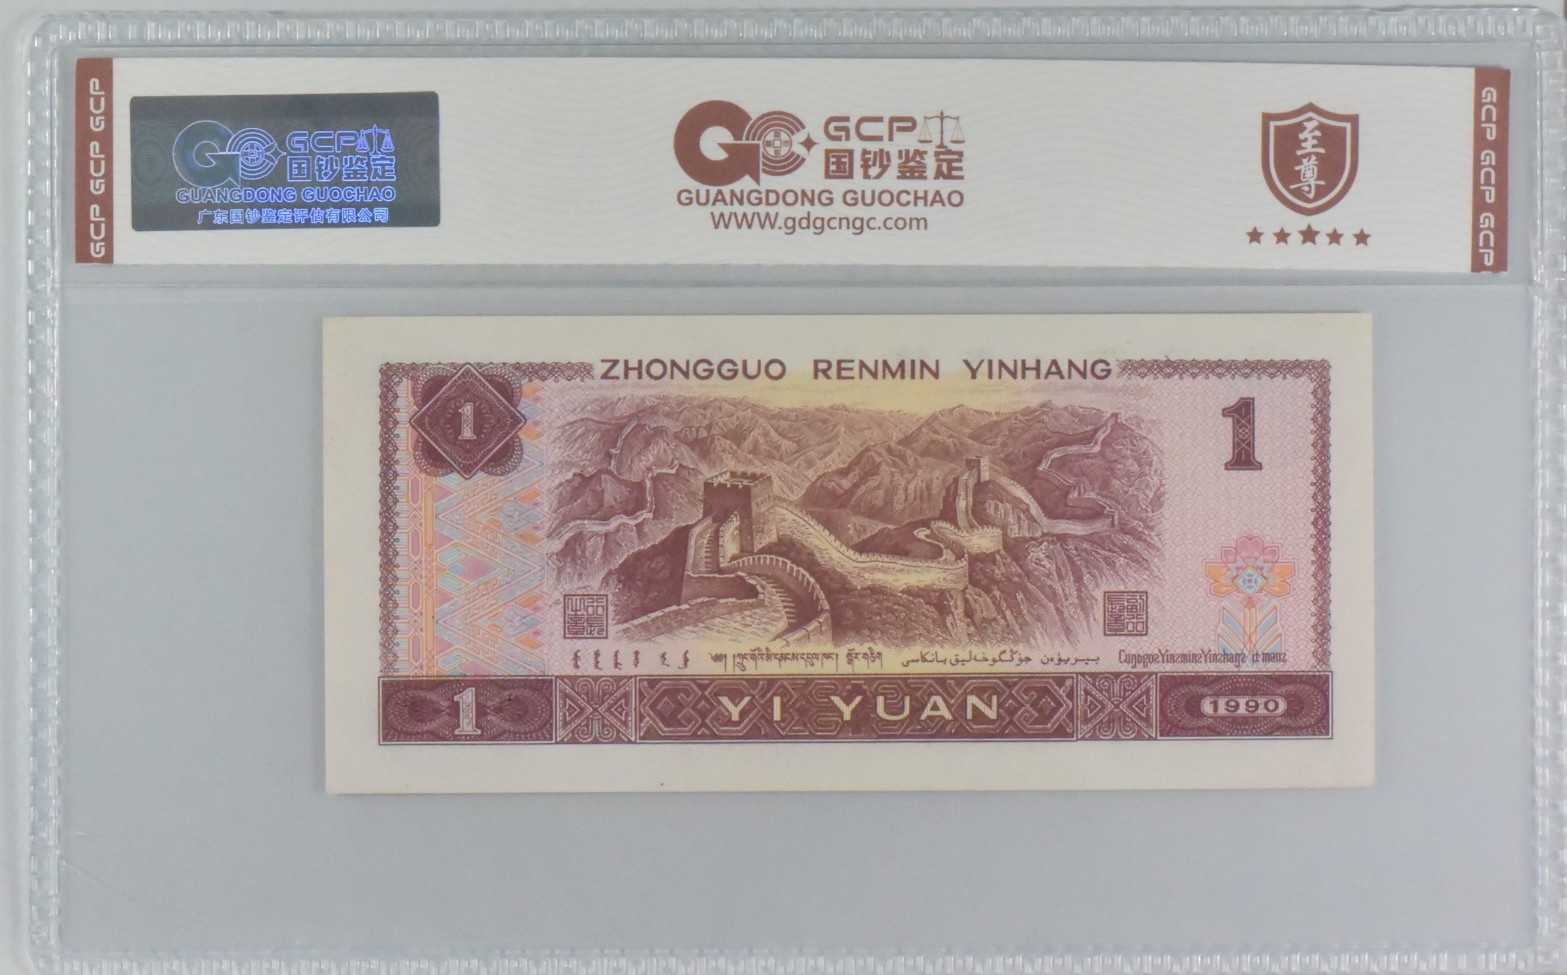 GCP GCP GCP
GCP
国钞鉴定
GUANGDONG GUOCHAO
广东国钞鉴定评估有限公司
GCP
国钞鉴定
GUANGDONG GUOCHAO
WWW.gdgcngc.com
至尊
GCP GCP GCP
ZHONGGUO RENMIN YINHANG
1
1
1
YI YUAN
1990